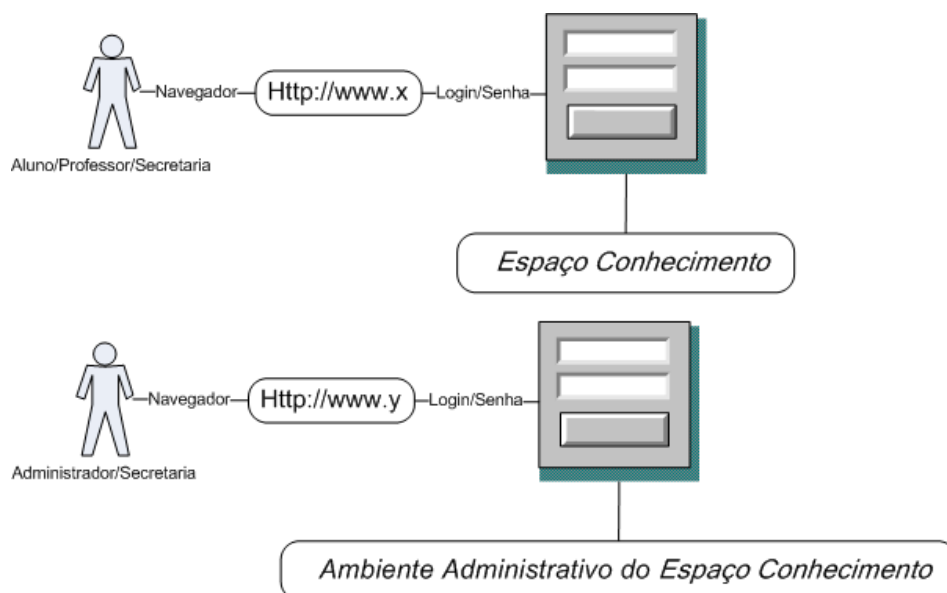 Navegador
Http://www.x
Login/Senha
Aluno/Professor/Secretaria
Espaço Conhecimento
Navegador
Http://www.y
Login/Senha
Administrador/Secretaria
Ambiente Administrativo do Espaço Conhecimento